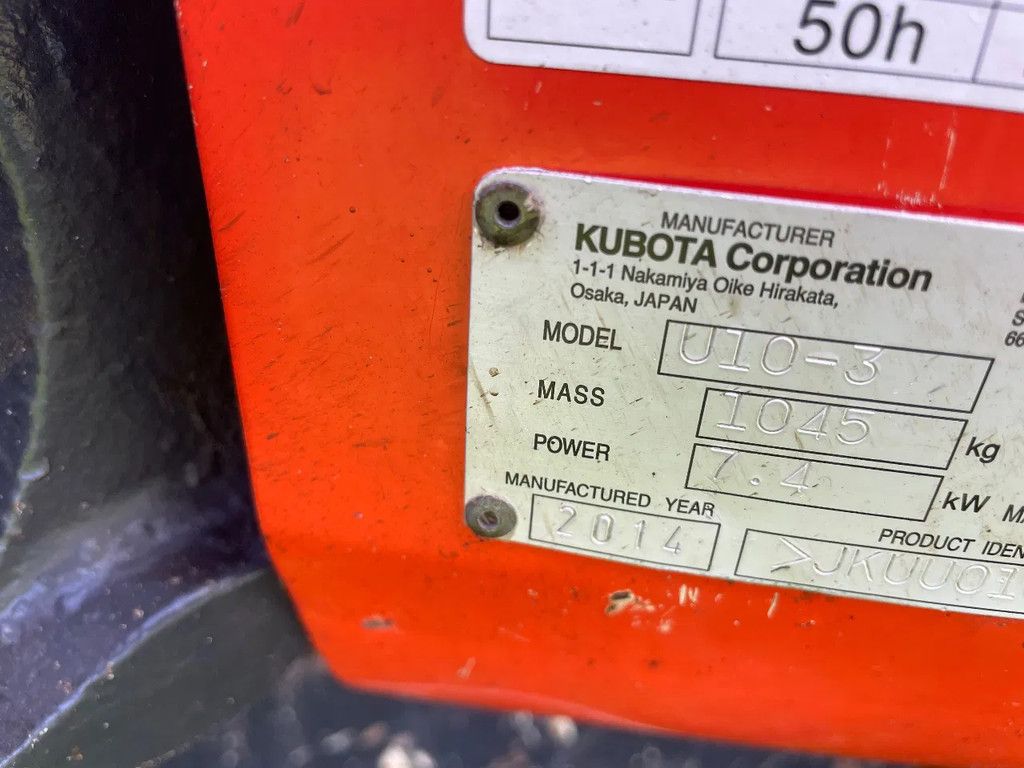 50h
MANUFACTURER
KUBOTA Corporation
1-1-1 Nakamiya Oike Hirakata,
Osaka, JAPAN
MODEL U10-3
MASS 1045 kg
POWER 7.4 kW
MANUFACTURED YEAR
2014
PRODUCT IDEN
>JKUU01
66